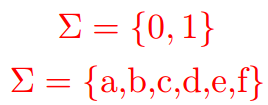 Σ = {0, 1}
Σ = {a,b,c,d,e,f}